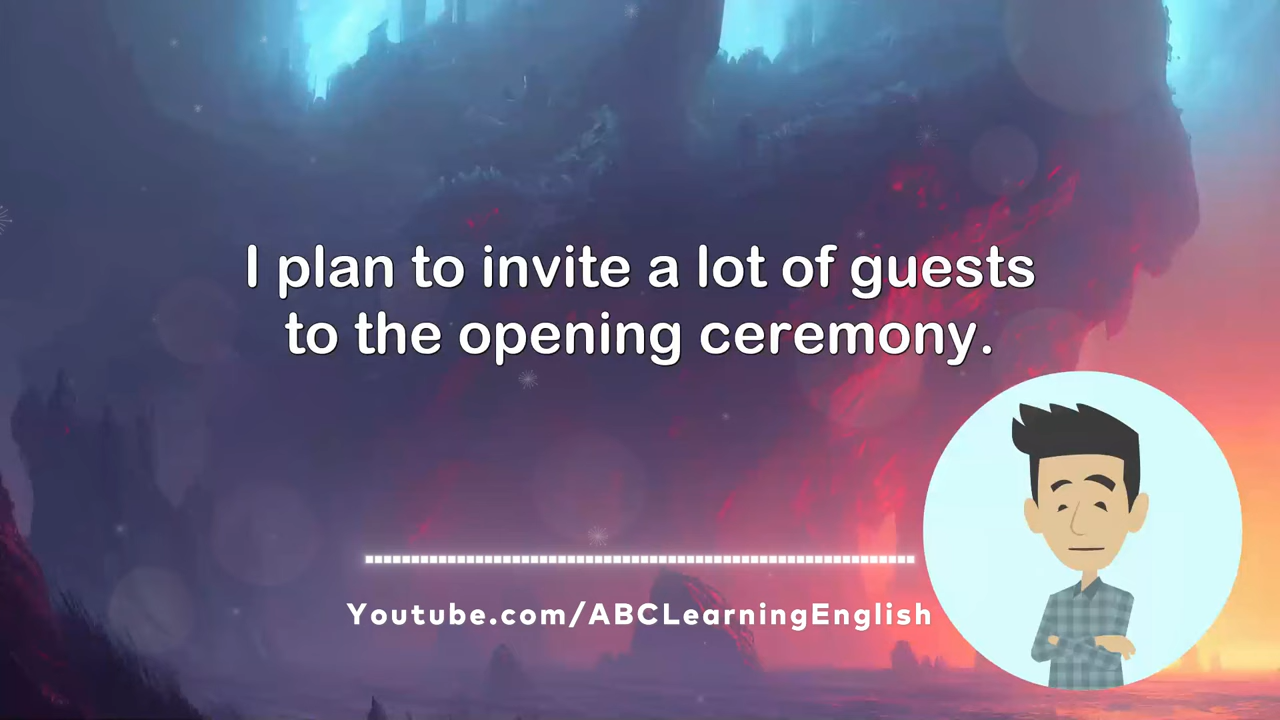 I plan to invite a lot of guests
to the opening ceremony.
Youtube.com/ABCLearningEnglish